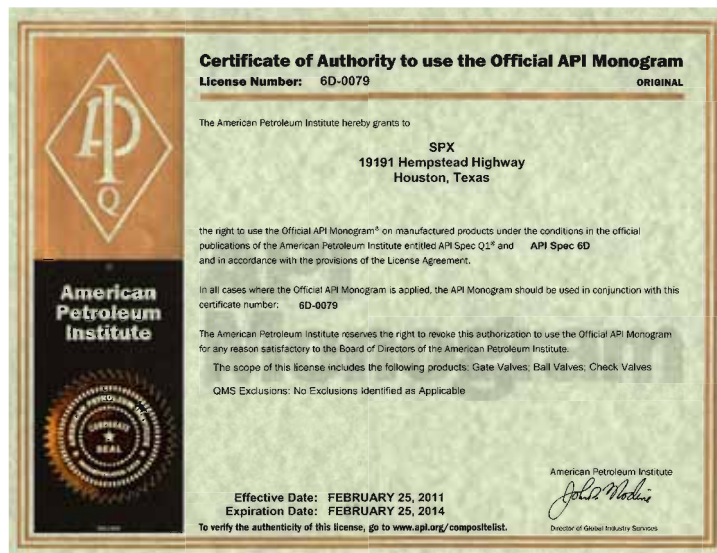 Certificate of Authority to use the Official API Monogram
License Number: 6D-0079
ORIGINAL
The American Petroleum Institute hereby grants to
SPX
19191 Hempstead Highway
Houston, Texas
the right to use the Official API Monogram® on manufactured products under the conditions in the official
publications of the American Petroleum Institute entitled API Spec Q1® and API Spec 6D
and in accordance with the provisions of the License Agreement.
In all cases where the Official API Monogram is applied, the API Monogram should be used in conjunction with this
certificate number: 6D-0079
The American Petroleum Institute reserves the right to revoke this authorization to use the Official API Monogram
for any reason satisfactory to the Board of Directors of the American Petroleum Institute.
The scope of this license includes the following products: Gate Valves; Ball Valves; Check Valves
QMS Exclusions: No Exclusions Identified as Applicable
American Petroleum Institute
Effective Date: FEBRUARY 25, 2011
Expiration Date: FEBRUARY 25, 2014
To verify the authenticity of this license, go to www.api.org/compositelist.
Director of Global Industry Services
API
Q
American
Petroleum
Institute
CORPORATE
SEAL